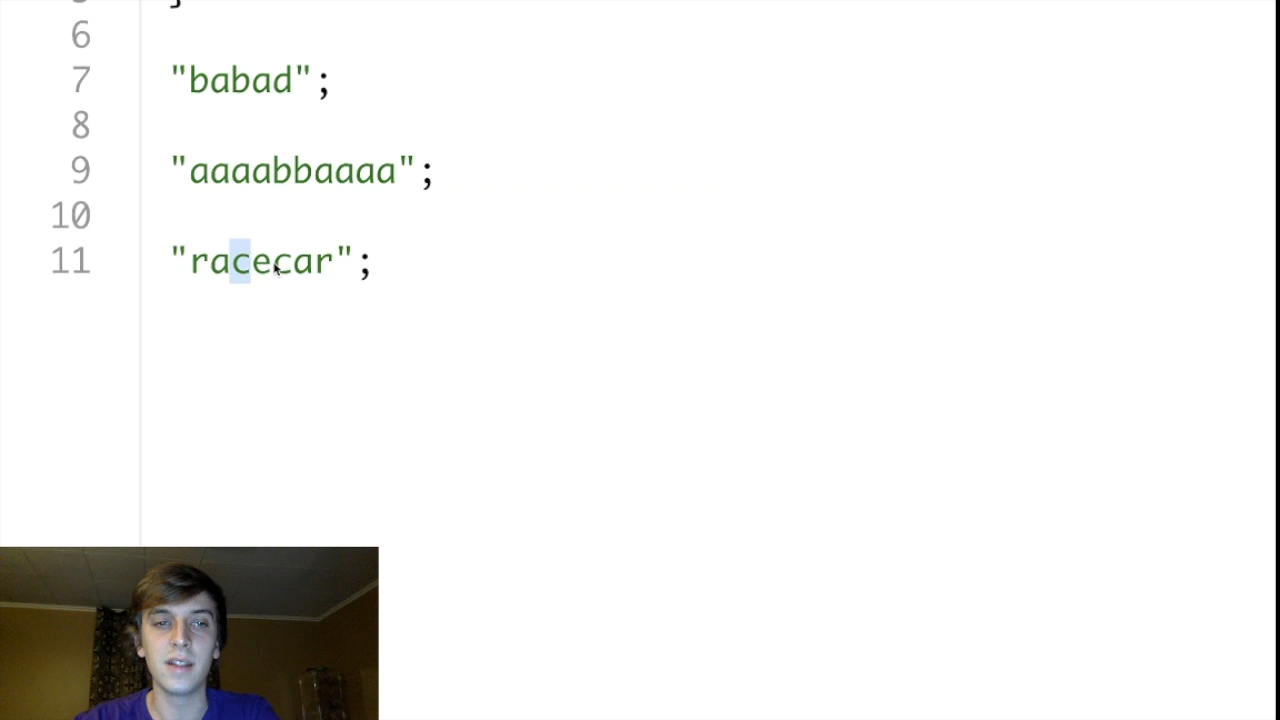 6
7 "babad";
8
9 "aaaabbaaaa";
10
11 "racecar";